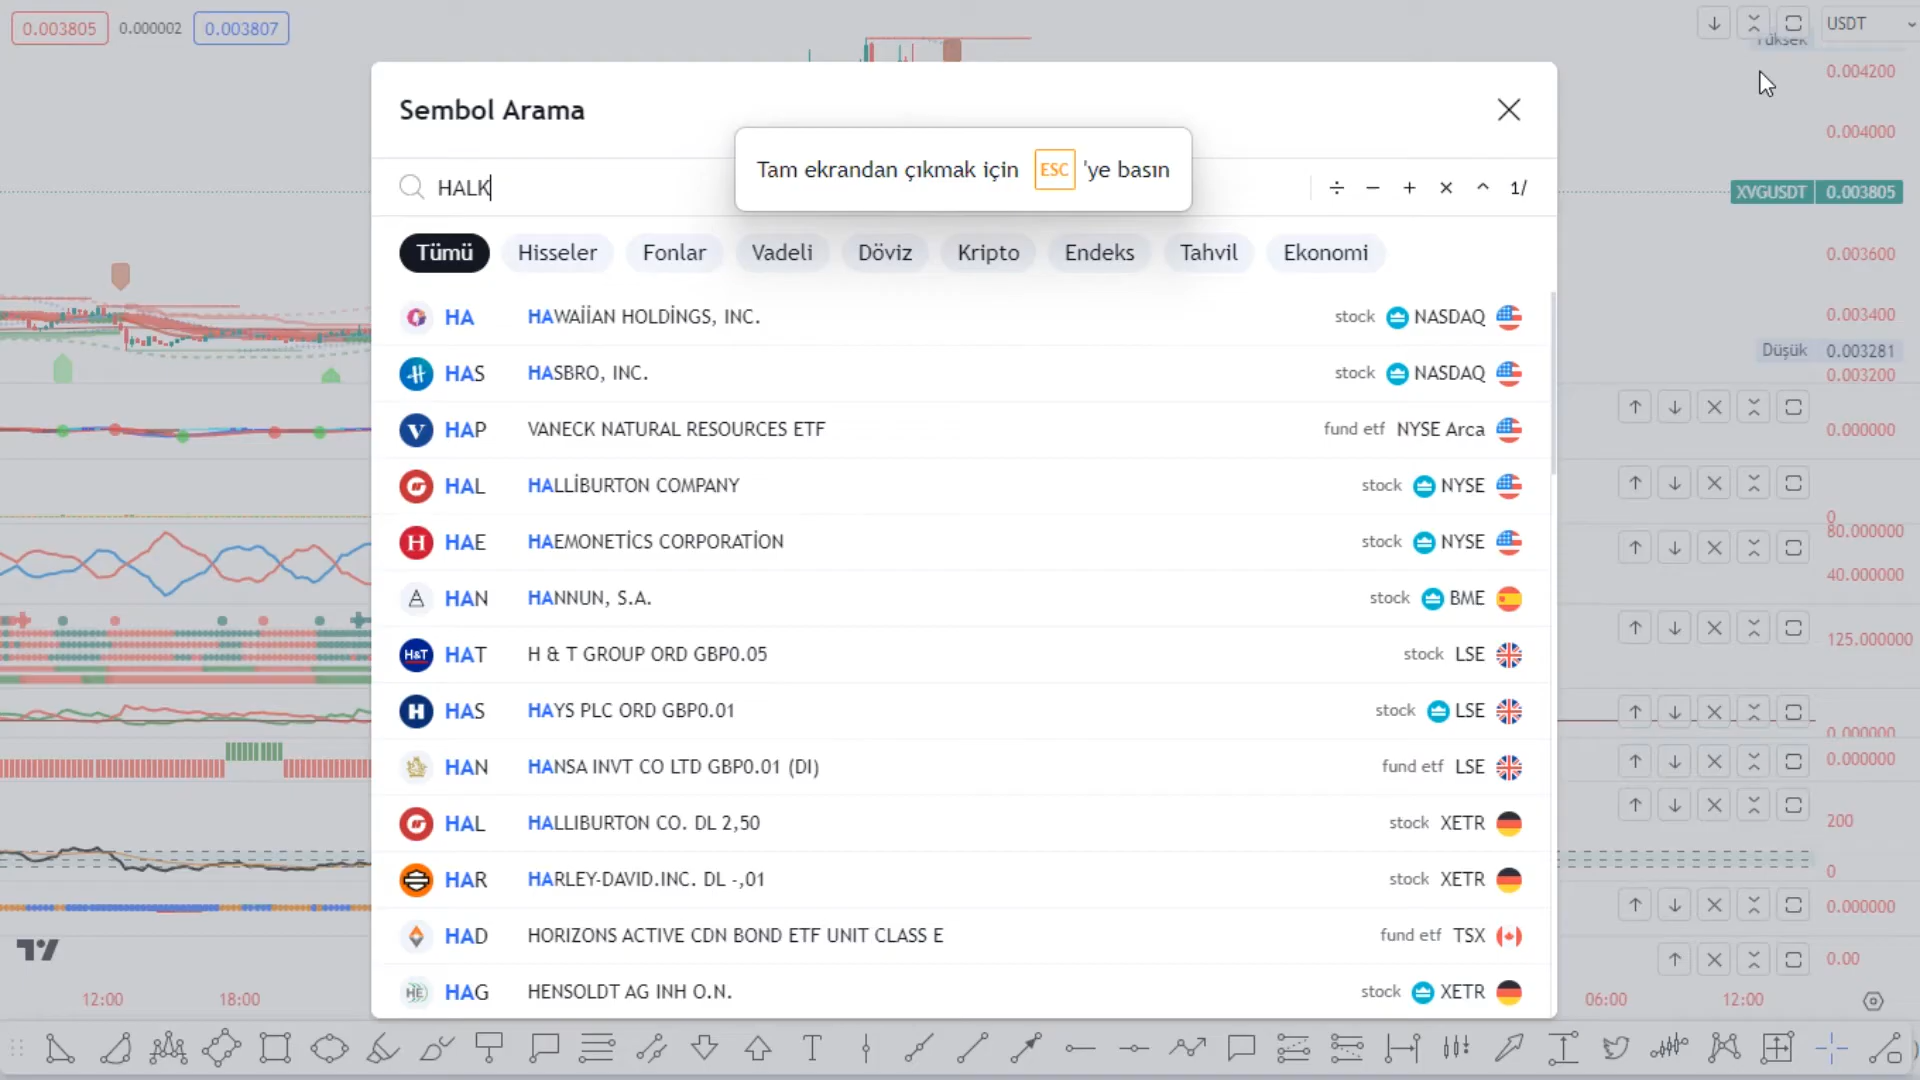 0.003805 0.000002 0.003807
USDT
Yüksek
0.004200
0.004000
XVGUSDT 0.003805
0.003600
0.003400
Düşük 0.003281
0.003200
0.000000
0
80.000000
40.000000
125.000000
0.000000
0.000000
200
0
0.000000
0.00
Sembol Arama
Tam ekrandan çıkmak için ESC 'ye basın
HALK
÷ − + × ^ 1/
Tümü Hisseler Fonlar Vadeli Döviz Kripto Endeks Tahvil Ekonomi
HA HAWAİİAN HOLDİNGS, INC. stock NASDAQ
HAS HASBRO, INC. stock NASDAQ
V HAP VANECK NATURAL RESOURCES ETF fund etf NYSE Arca
HAL HALLİBURTON COMPANY stock NYSE
H HAE HAEMONETİCS CORPORATİON stock NYSE
HAN HANNUN, S.A. stock BME
H&T HAT H & T GROUP ORD GBP0.05 stock LSE
H HAS HAYS PLC ORD GBP0.01 stock LSE
HAN HANSA INVT CO LTD GBP0.01 (DI) fund etf LSE
HAL HALLIBURTON CO. DL 2,50 stock XETR
HAR HARLEY-DAVID.INC. DL -,01 stock XETR
HAD HORIZONS ACTIVE CDN BOND ETF UNIT CLASS E fund etf TSX
HE HAG HENSOLDT AG INH O.N. stock XETR
12:00 18:00 06:00 12:00